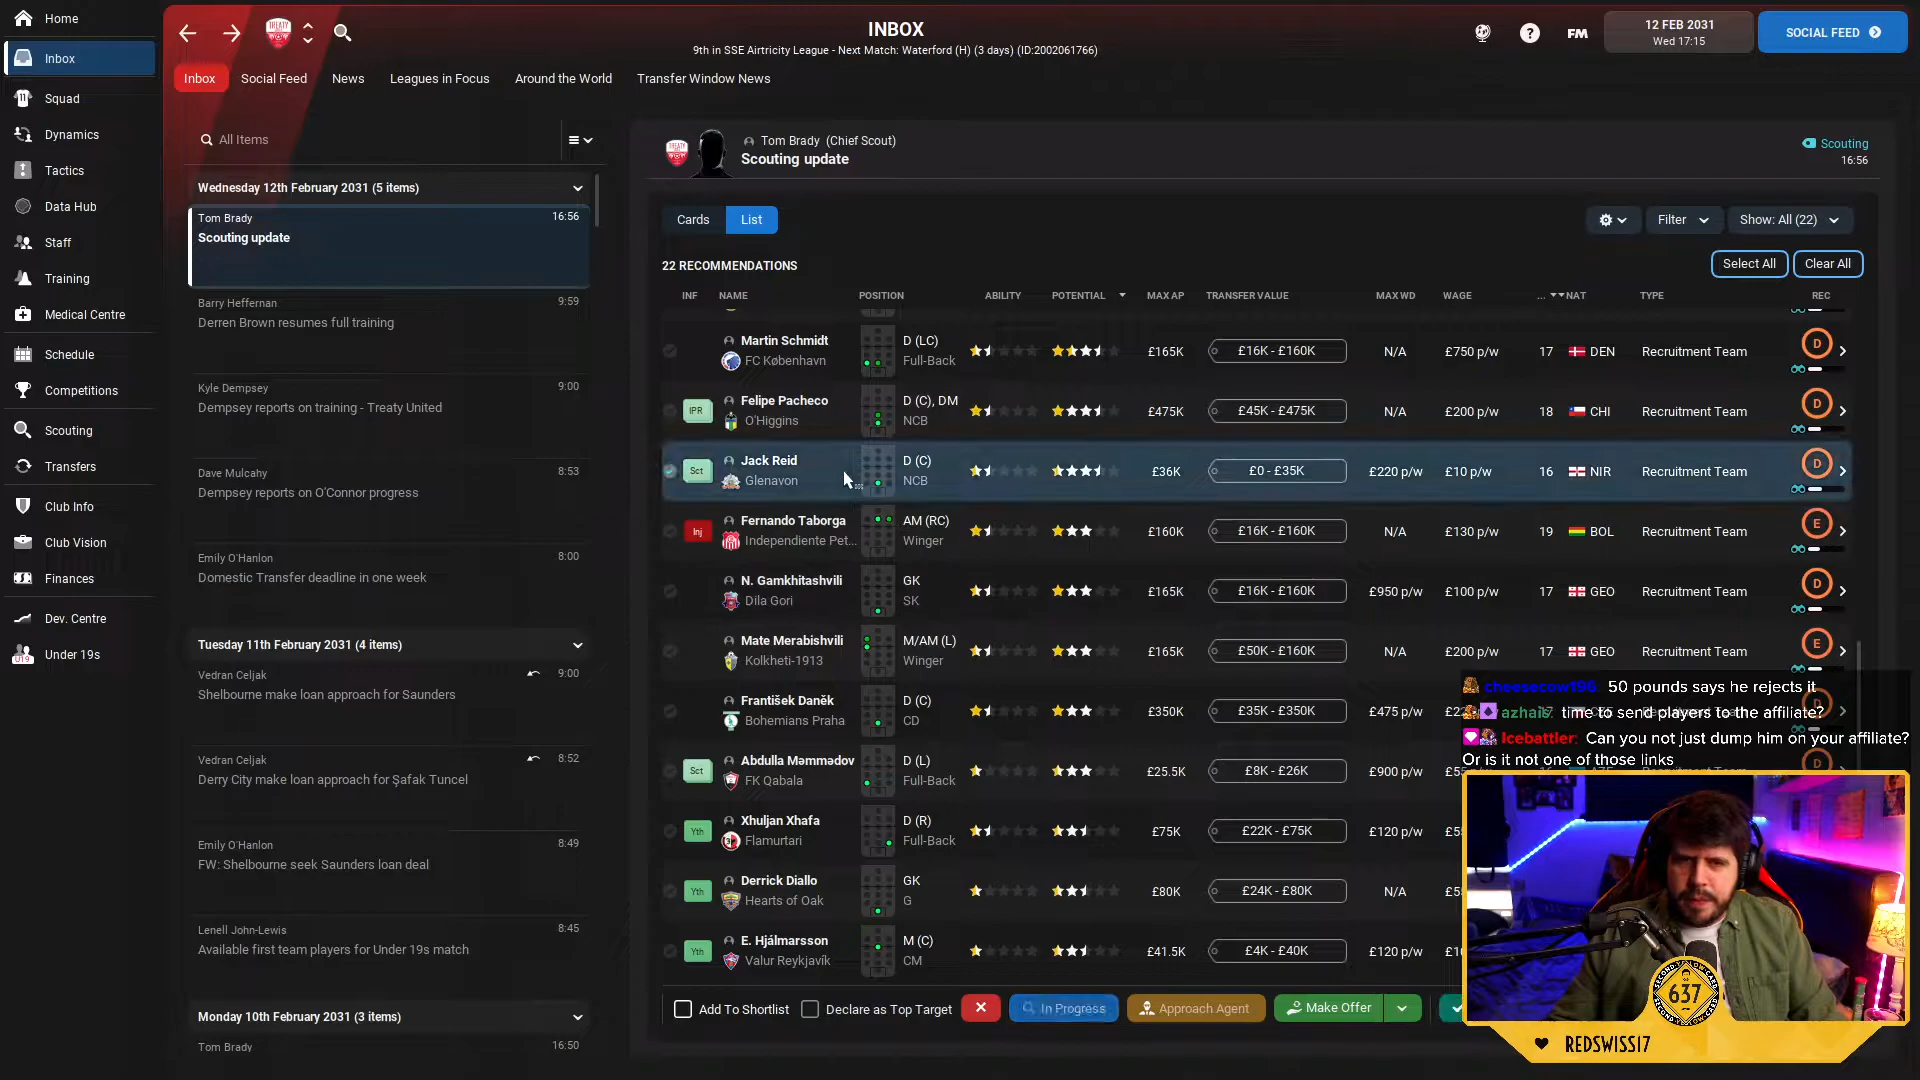 Home
Inbox
Squad
Dynamics
Tactics
Data Hub
Staff
Training
Medical Centre
Schedule
Competitions
Scouting
Transfers
Club Info
Club Vision
Finances
Dev. Centre
Under 19s
INBOX
9th in SSE Airtricity League - Next Match: Waterford (H) (3 days) (ID:2002061766)
FM
12 FEB 2031
Wed 17:15
SOCIAL FEED
Inbox
Social Feed
News
Leagues in Focus
Around the World
Transfer Window News
All Items
Wednesday 12th February 2031 (5 items)
Tom Brady 16:56
Scouting update
Barry Heffernan 9:59
Derren Brown resumes full training
Kyle Dempsey 9:00
Dempsey reports on training - Treaty United
Dave Mulcahy 8:53
Dempsey reports on O'Connor progress
Emily O'Hanlon 8:00
Domestic Transfer deadline in one week
Tuesday 11th February 2031 (4 items)
Vedran Celjak 9:00
Shelbourne make loan approach for Saunders
Vedran Celjak 8:52
Derry City make loan approach for Şafak Tuncel
Emily O'Hanlon 8:49
FW: Shelbourne seek Saunders loan deal
Lenell John-Lewis 8:45
Available first team players for Under 19s match
Monday 10th February 2031 (3 items)
Tom Brady 16:50
Tom Brady (Chief Scout)
Scouting update
Scouting
16:56
Cards
List
Filter
Show: All (22)
22 RECOMMENDATIONS
Select All
Clear All
INF NAME POSITION ABILITY POTENTIAL MAX AP TRANSFER VALUE MAX WD WAGE ... NAT TYPE REC
Martin Schmidt D (LC) £165K £16K - £160K N/A £750 p/w 17 DEN Recruitment Team D
FC København Full-Back
IPR Felipe Pacheco D (C), DM £475K £45K - £475K N/A £200 p/w 18 CHI Recruitment Team D
O'Higgins NCB
Sct Jack Reid D (C) £36K £0 - £35K £220 p/w £10 p/w 16 NIR Recruitment Team D
Glenavon NCB
Inj Fernando Taborga AM (RC) £160K £16K - £160K N/A £130 p/w 19 BOL Recruitment Team E
Independiente Pet... Winger
N. Gamkhitashvili GK £165K £16K - £160K £950 p/w £100 p/w 17 GEO Recruitment Team D
Dila Gori SK
Mate Merabishvili M/AM (L) £165K £50K - £160K N/A £200 p/w 17 GEO Recruitment Team E
Kolkheti-1913 Winger
František Daněk D (C) £350K £35K - £350K £475 p/w
Bohemians Praha CD
Sct Abdulla Məmmədov D (L) £25.5K £8K - £26K £900 p/w
FK Qabala Full-Back
Yth Xhuljan Xhafa D (R) £75K £22K - £75K £120 p/w
Flamurtari Full-Back
Yth Derrick Diallo GK £80K £24K - £80K N/A
Hearts of Oak G
Yth E. Hjálmarsson M (C) £41.5K £4K - £40K £120 p/w
Valur Reykjavík CM
Add To Shortlist
Declare as Top Target
In Progress
Approach Agent
Make Offer
cheesecow196: 50 pounds says he rejects it
azhais: time to send players to the affiliate?
Icebattler: Can you not just dump him on your affiliate?
Or is it not one of those links
637
REDSWISS17